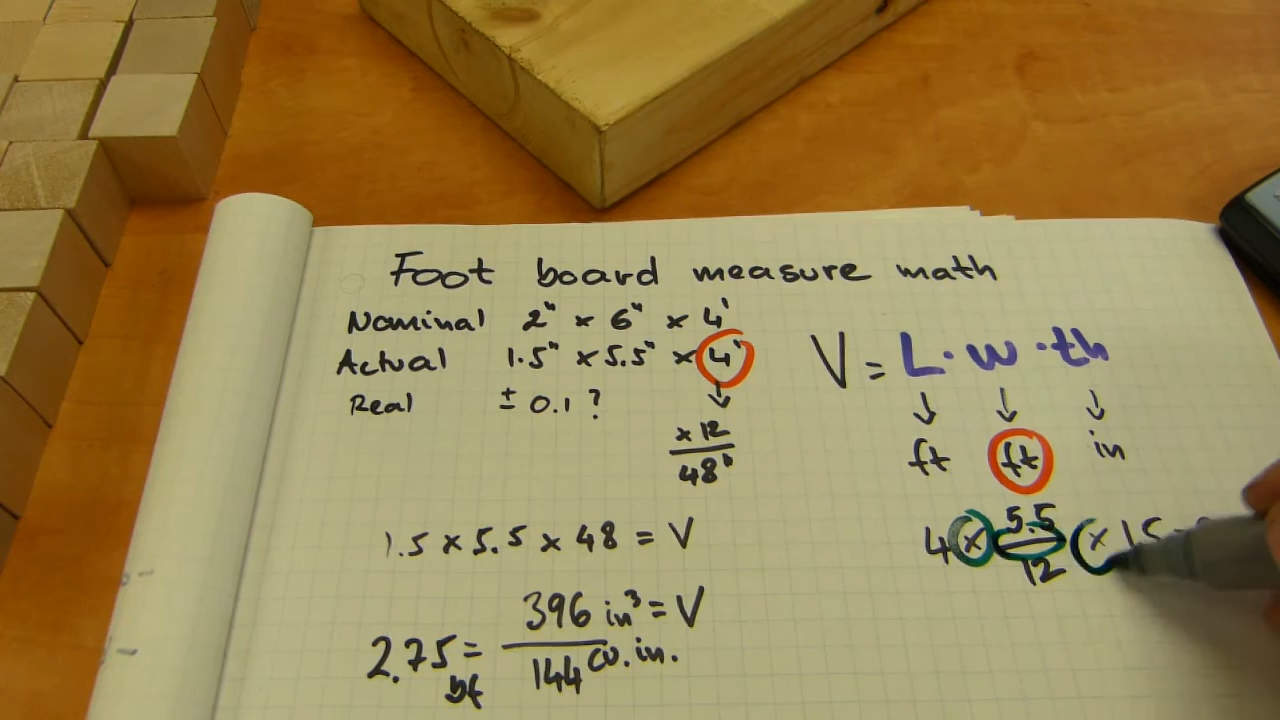 Foot board measure math
Nominal 2" x 6" x 4'
Actual 1.5" x 5.5" x 4'
Real ± 0.1 ?
x 12
48"
1.5 x 5.5 x 48 = V
396 in³ = V
2.75 = 144 cu. in.
bf
V = L · w · th
ft ft in
5.5
4 x x 1.5
12